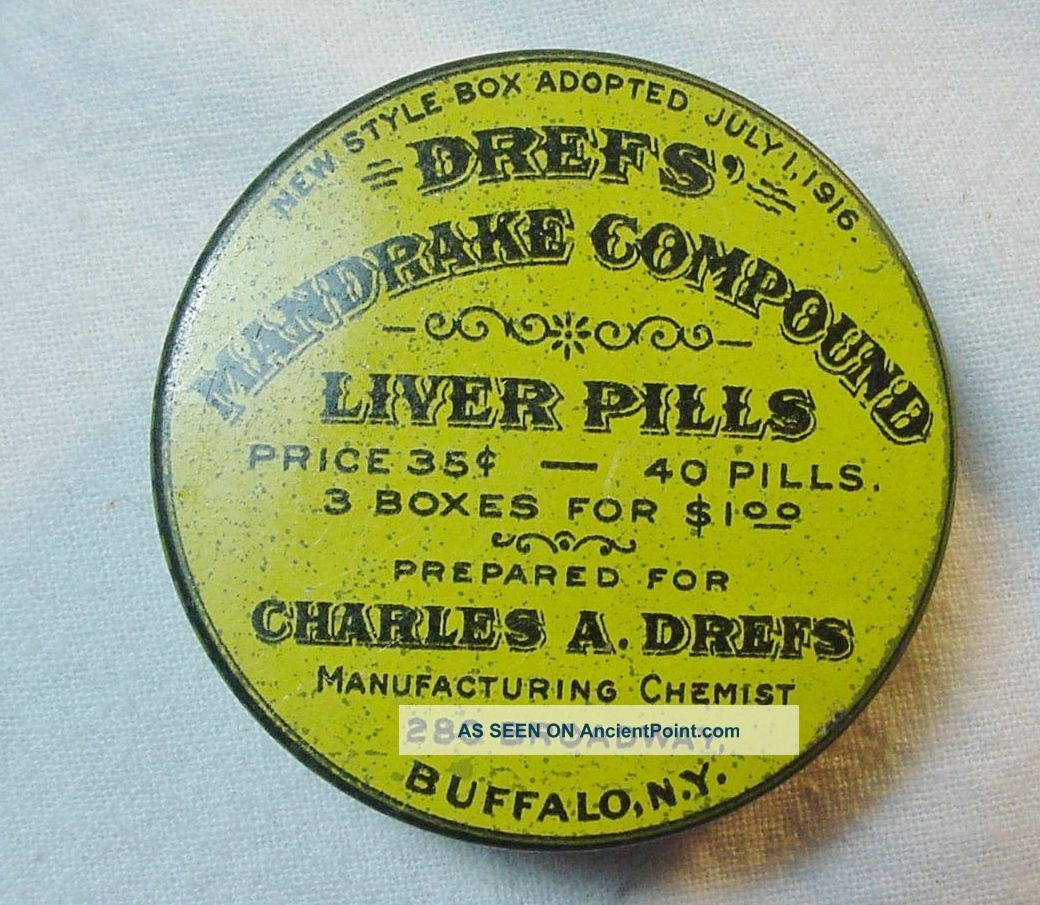 NEW STYLE BOX ADOPTED JULY 1, 1916.
DREFS'
MANDRAKE COMPOUND
LIVER PILLS
PRICE 35¢ — 40 PILLS.
3 BOXES FOR $1.00
PREPARED FOR
CHARLES A. DREFS
MANUFACTURING CHEMIST
BROADWAY,
AS SEEN ON AncientPoint.com
BUFFALO, N.Y.